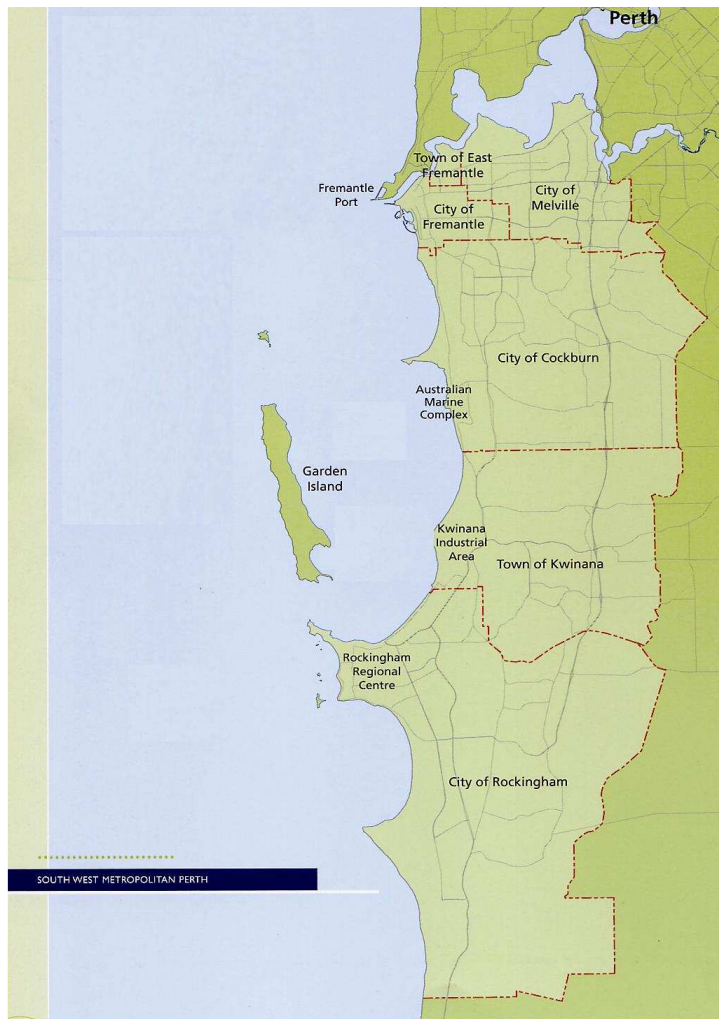 Perth
Town of East
Fremantle
Fremantle
Port
City of
Melville
City of
Fremantle
City of Cockburn
Australian
Marine
Complex
Garden
Island
Kwinana
Industrial
Area
Town of Kwinana
Rockingham
Regional
Centre
City of Rockingham
SOUTH WEST METROPOLITAN PERTH